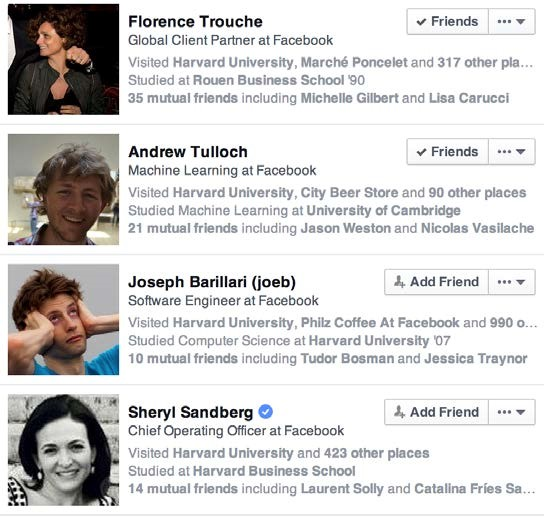 Florence Trouche
Friends
Global Client Partner at Facebook
Visited Harvard University, Marché Poncelet and 317 other pla...
Studied at Rouen Business School '90
35 mutual friends including Michelle Gilbert and Lisa Carucci
Andrew Tulloch
Friends
Machine Learning at Facebook
Visited Harvard University, City Beer Store and 90 other places
Studied Machine Learning at University of Cambridge
21 mutual friends including Jason Weston and Nicolas Vasilache
Joseph Barillari (joeb)
Add Friend
Software Engineer at Facebook
Visited Harvard University, Philz Coffee At Facebook and 990 o...
Studied Computer Science at Harvard University '07
10 mutual friends including Tudor Bosman and Jessica Traynor
Sheryl Sandberg
Add Friend
Chief Operating Officer at Facebook
Visited Harvard University and 423 other places
Studied at Harvard Business School
14 mutual friends including Laurent Solly and Catalina Fríes Sa...